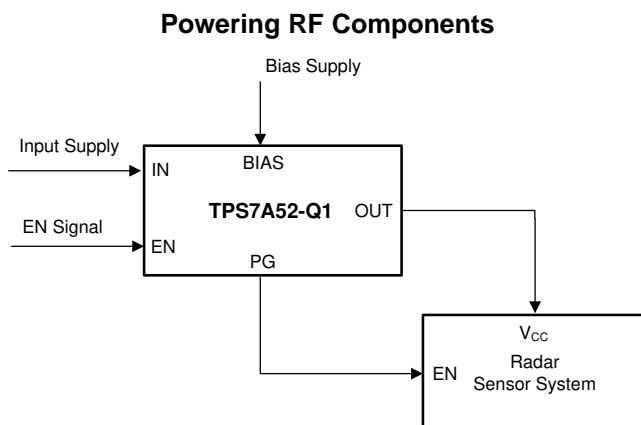 Powering RF Components
Bias Supply
Input Supply
IN
BIAS
TPS7A52-Q1
OUT
EN Signal
EN
PG
V_CC
EN
Radar
Sensor System